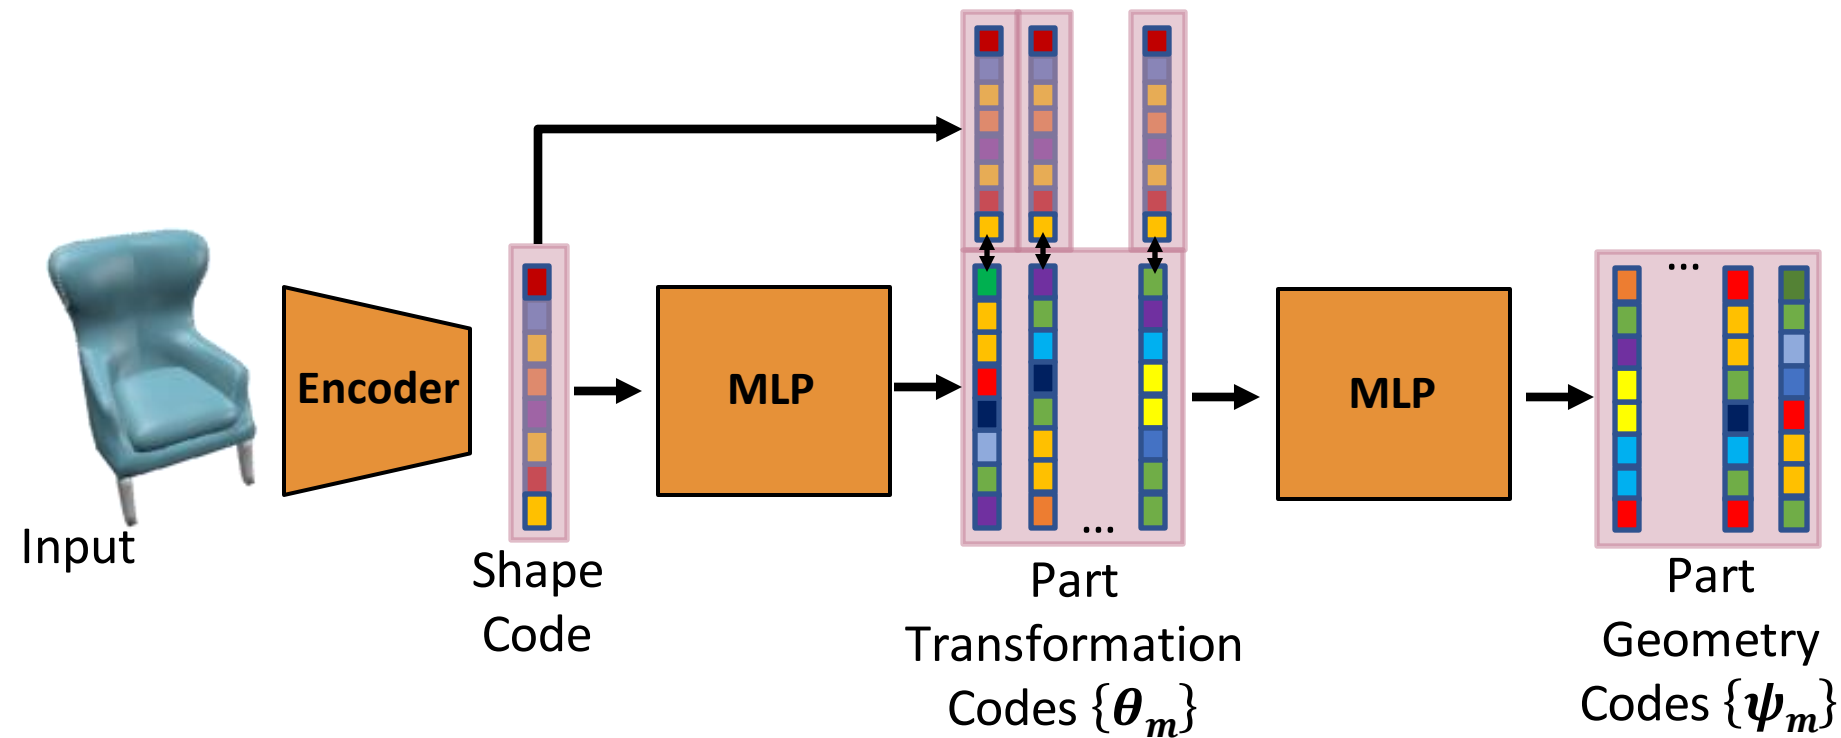 Input
Encoder
Shape
Code
MLP
...
Part
Transformation
Codes {θₘ}
MLP
...
Part
Geometry
Codes {ψₘ}